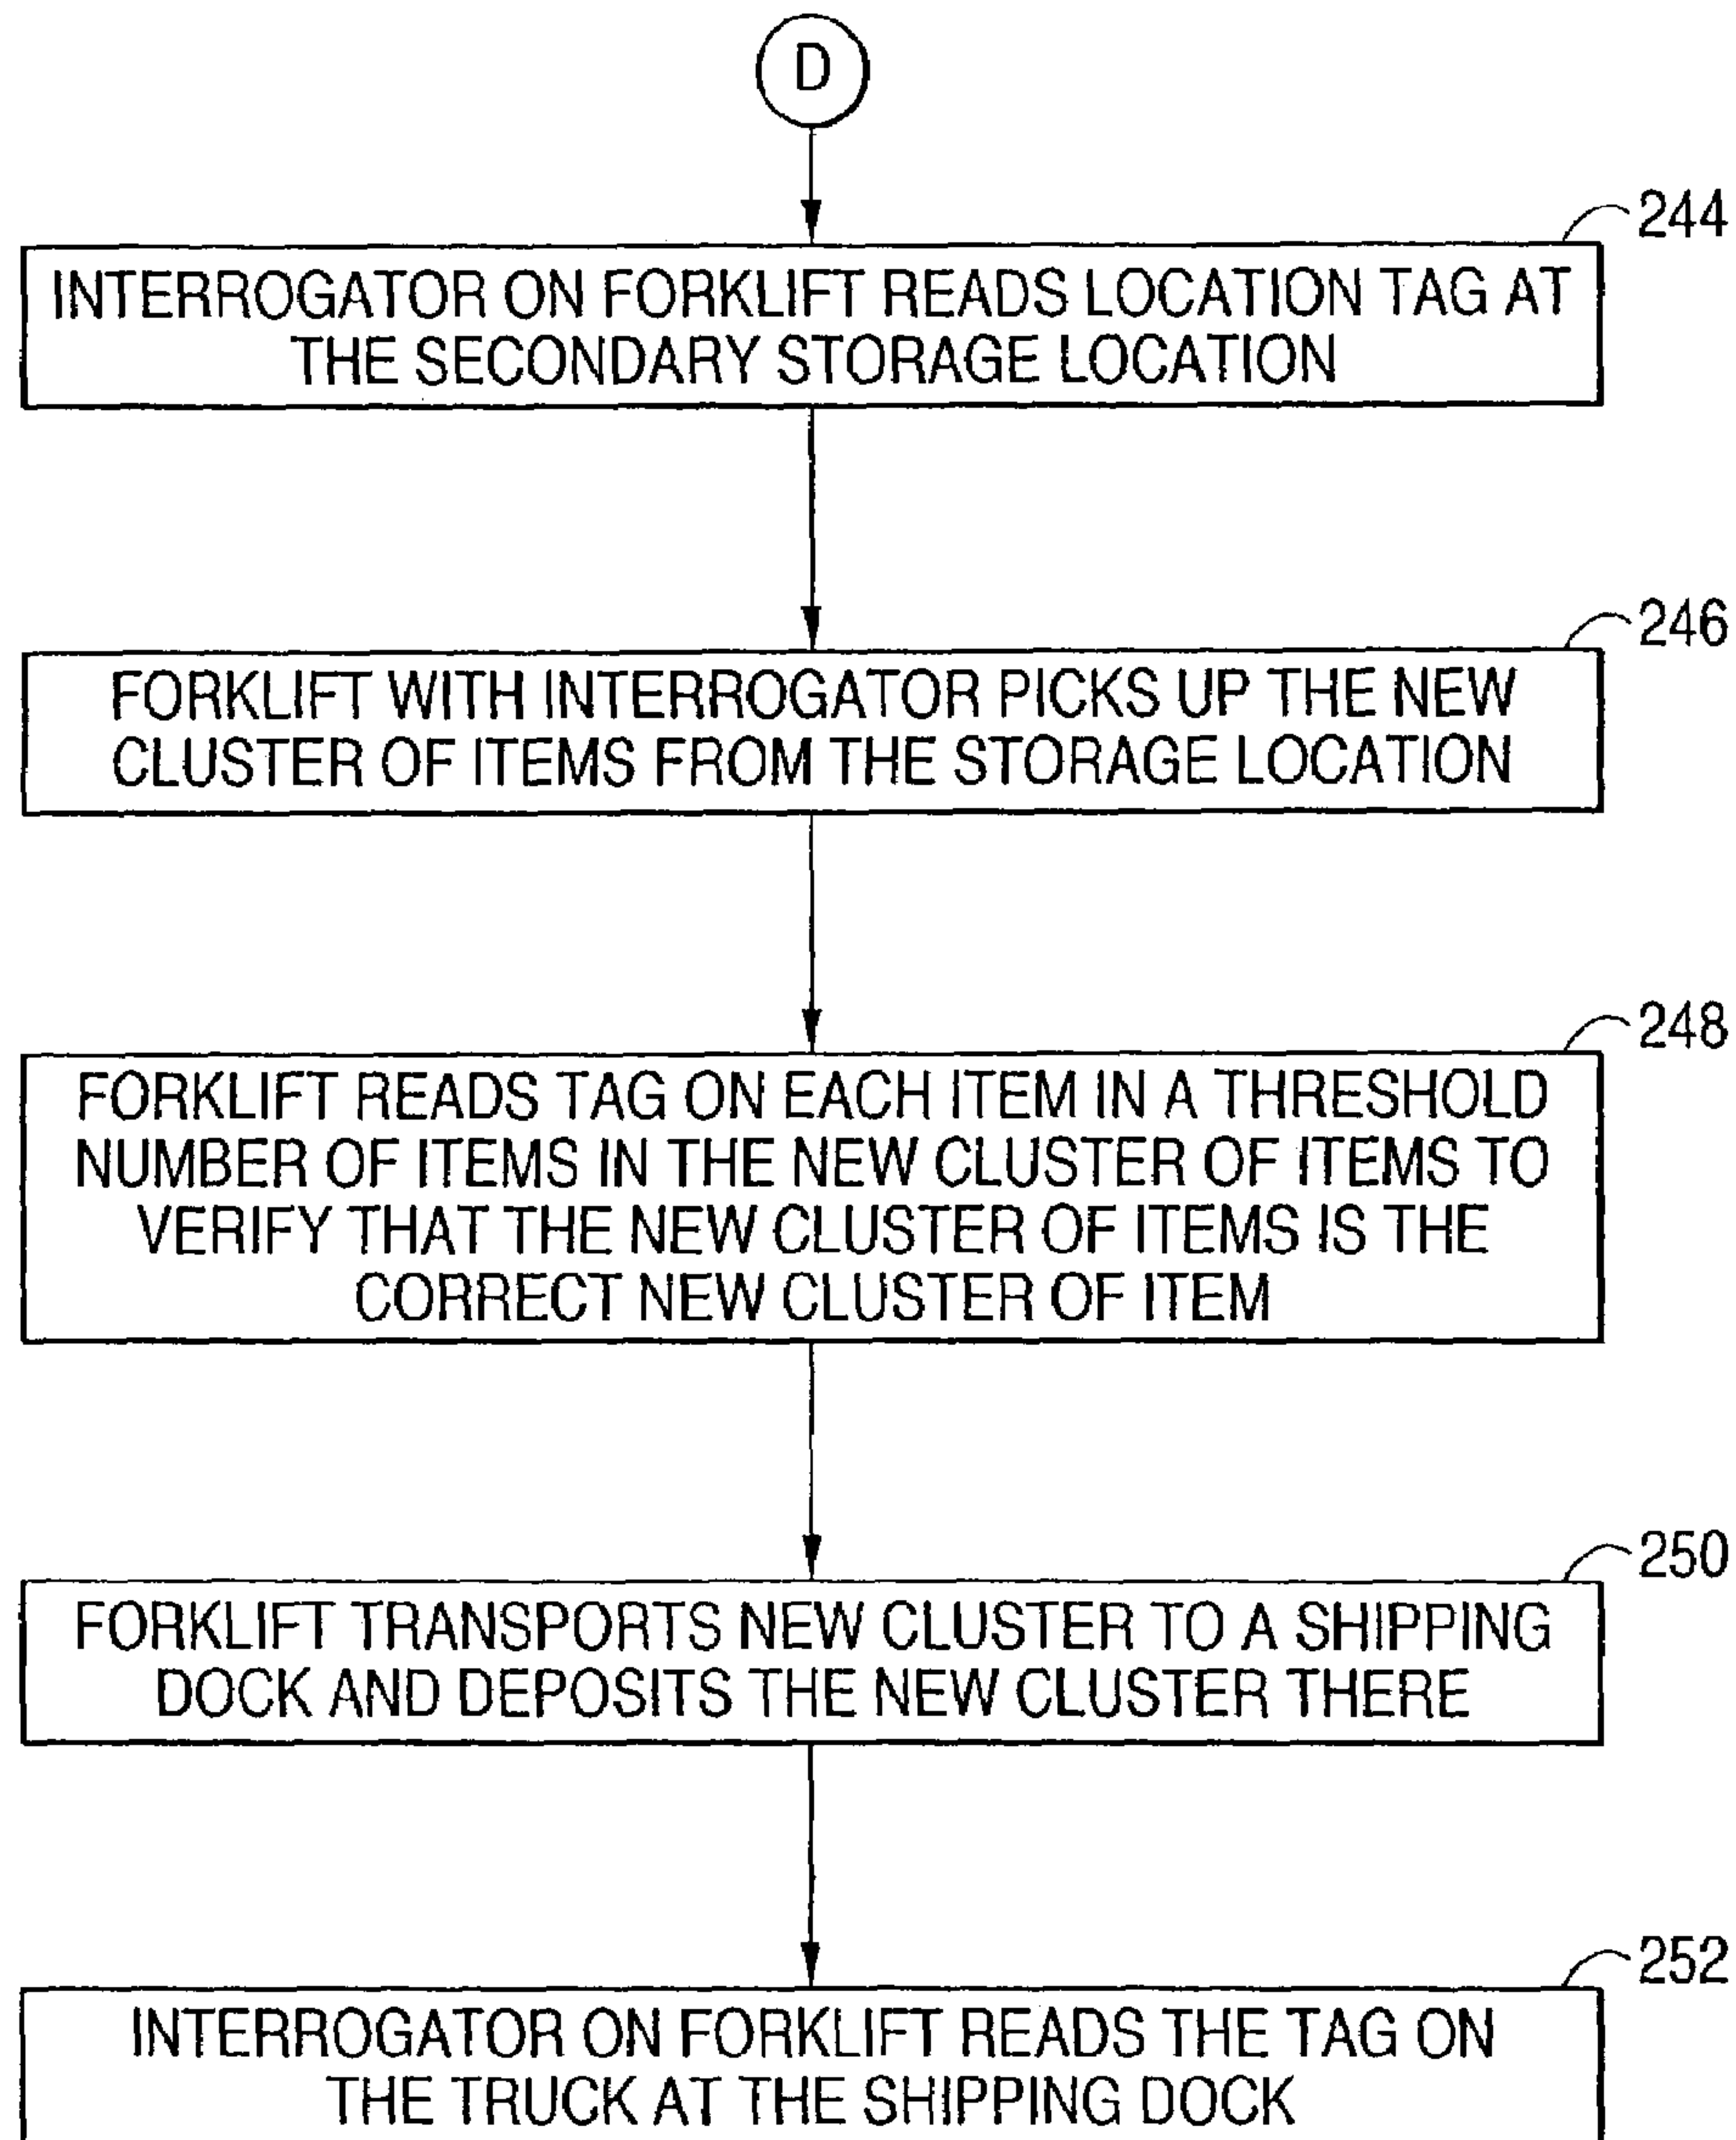 D
244
INTERROGATOR ON FORKLIFT READS LOCATION TAG AT
THE SECONDARY STORAGE LOCATION
246
FORKLIFT WITH INTERROGATOR PICKS UP THE NEW
CLUSTER OF ITEMS FROM THE STORAGE LOCATION
248
FORKLIFT READS TAG ON EACH ITEM IN A THRESHOLD
NUMBER OF ITEMS IN THE NEW CLUSTER OF ITEMS TO
VERIFY THAT THE NEW CLUSTER OF ITEMS IS THE
CORRECT NEW CLUSTER OF ITEM
250
FORKLIFT TRANSPORTS NEW CLUSTER TO A SHIPPING
DOCK AND DEPOSITS THE NEW CLUSTER THERE
252
INTERROGATOR ON FORKLIFT READS THE TAG ON
THE TRUCK AT THE SHIPPING DOCK